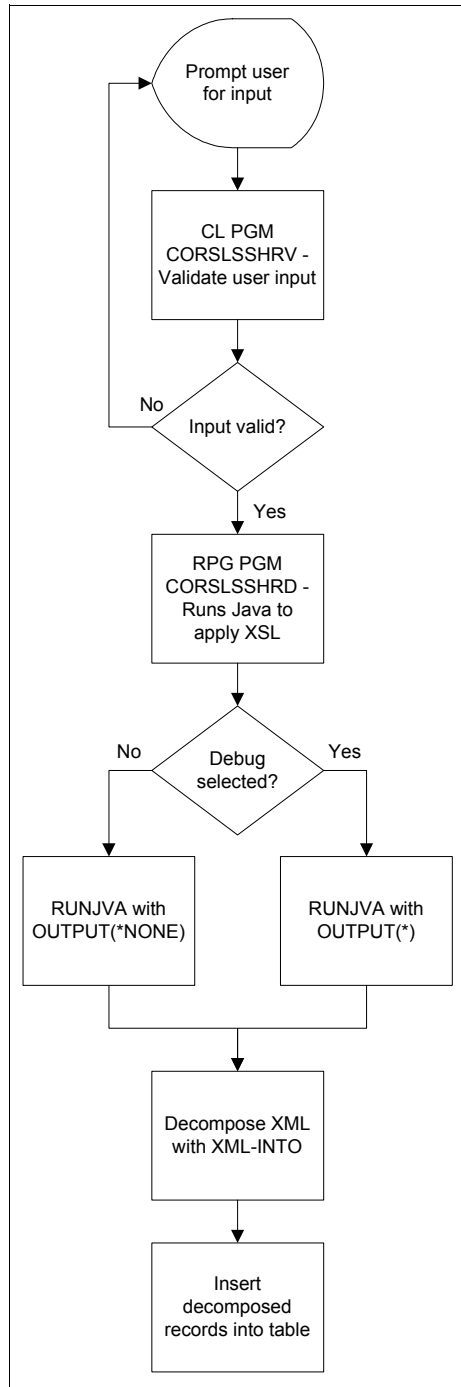 Prompt user
for input
CL PGM
CORSLSSHRV -
Validate user input
No
Input valid?
Yes
RPG PGM
CORSLSSHRD -
Runs Java to
apply XSL
No
Debug
selected?
Yes
RUNJVA with
OUTPUT(*NONE)
RUNJVA with
OUTPUT(*)
Decompose XML
with XML-INTO
Insert
decomposed
records into table